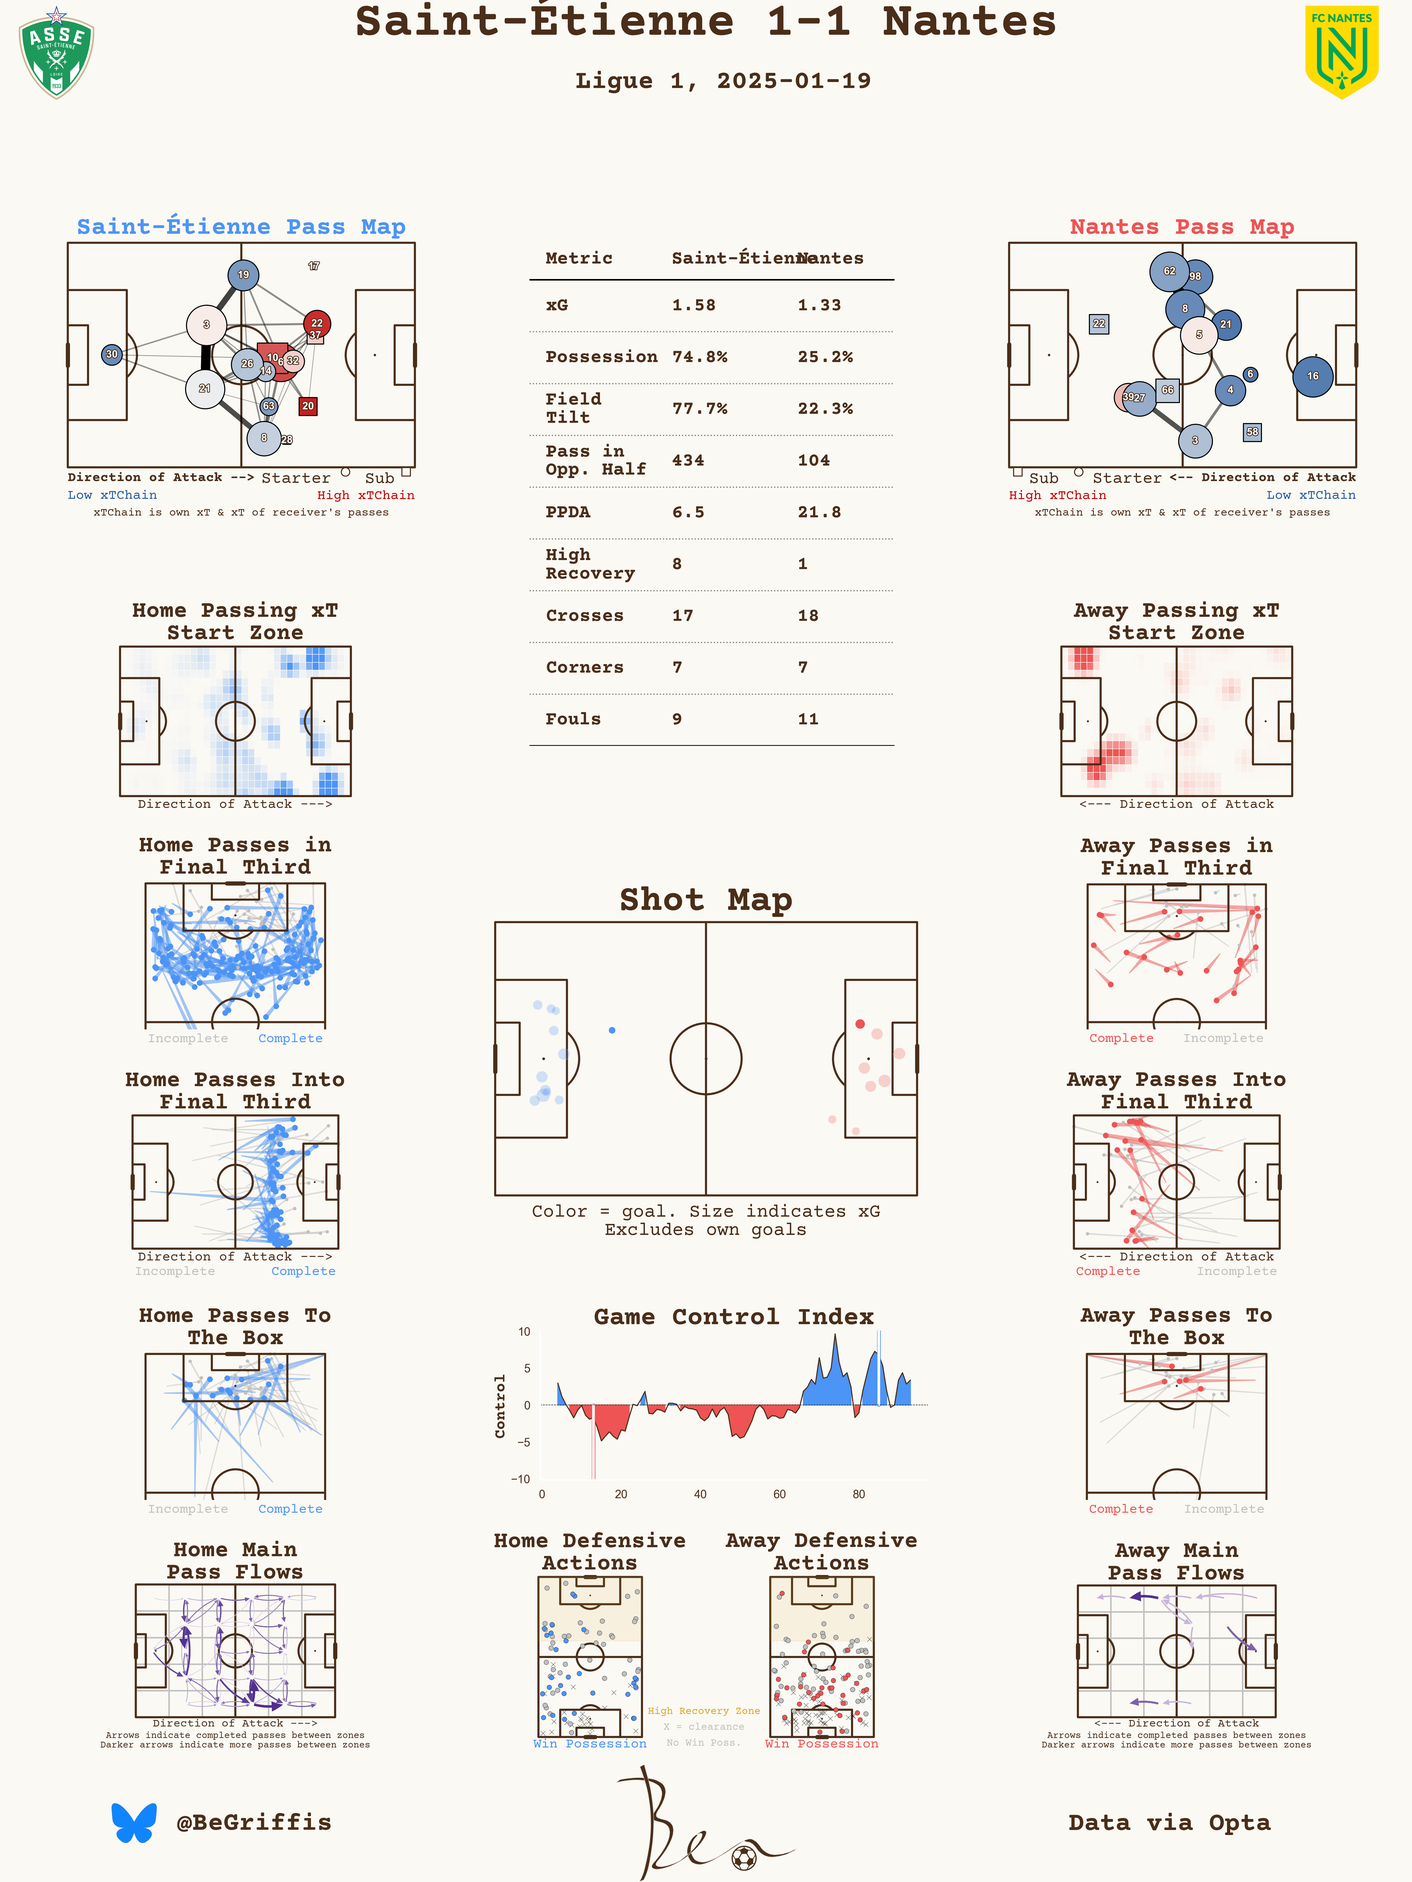 Saint-Étienne 1-1 Nantes
Ligue 1, 2025-01-19
ASSE
SAINT-ÉTIENNE
LOIRE
1933
FC NANTES
N
Saint-Étienne Pass Map
19
17
3
22
37
30
10
6
32
26
14
21
63
20
8
28
Direction of Attack --> Starter Sub
Low xTChain High xTChain
xTChain is own xT & xT of receiver's passes
Metric Saint-Étienne Nantes
xG 1.58 1.33
Possession 74.8% 25.2%
Field
Tilt 77.7% 22.3%
Pass in
Opp. Half 434 104
PPDA 6.5 21.8
High
Recovery 8 1
Crosses 17 18
Corners 7 7
Fouls 9 11
Nantes Pass Map
62
98
8
22
21
5
6
16
66
4
39
27
58
3
Sub Starter <-- Direction of Attack
High xTChain Low xTChain
xTChain is own xT & xT of receiver's passes
Home Passing xT
Start Zone
Direction of Attack --->
Away Passing xT
Start Zone
<--- Direction of Attack
Home Passes in
Final Third
Incomplete Complete
Shot Map
Color = goal. Size indicates xG
Excludes own goals
Away Passes in
Final Third
Complete Incomplete
Home Passes Into
Final Third
Direction of Attack --->
Incomplete Complete
Away Passes Into
Final Third
<--- Direction of Attack
Complete Incomplete
Home Passes To
The Box
Incomplete Complete
Game Control Index
Control
10
5
0
−5
−10
0 20 40 60 80
Away Passes To
The Box
Complete Incomplete
Home Main
Pass Flows
Direction of Attack --->
Arrows indicate completed passes between zones
Darker arrows indicate more passes between zones
Home Defensive
Actions
Win Possession
High Recovery Zone
X = clearance
No Win Poss.
Away Defensive
Actions
Win Possession
Away Main
Pass Flows
<--- Direction of Attack
Arrows indicate completed passes between zones
Darker arrows indicate more passes between zones
@BeGriffis
Ben
Data via Opta